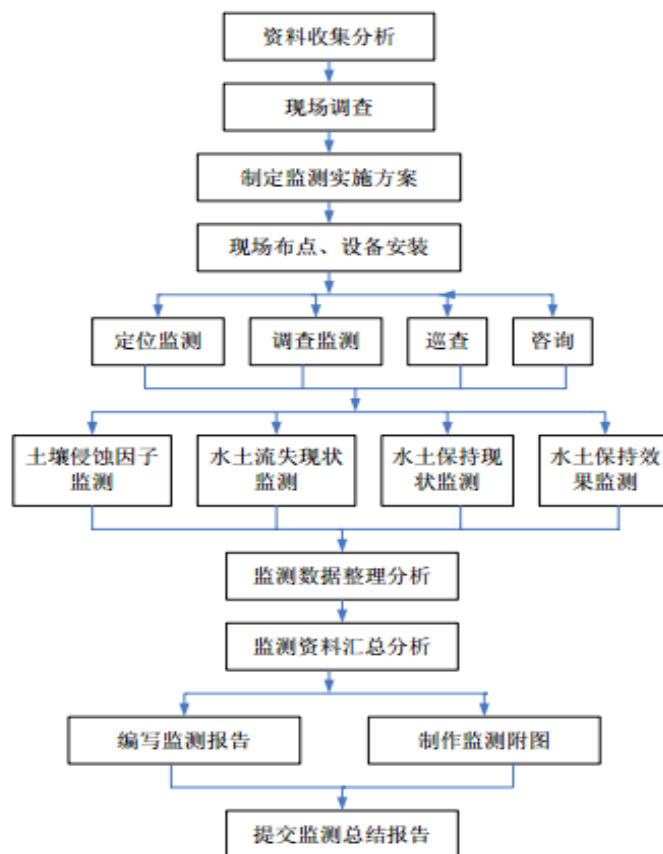 资料收集分析
现场调查
制定监测实施方案
现场布点、设备安装
定位监测
调查监测
巡查
咨询
土壤侵蚀因子
监测
水土流失现状
监测
水土保持现
状监测
水土保持效
果监测
监测数据整理分析
监测资料汇总分析
编写监测报告
制作监测附图
提交监测总结报告